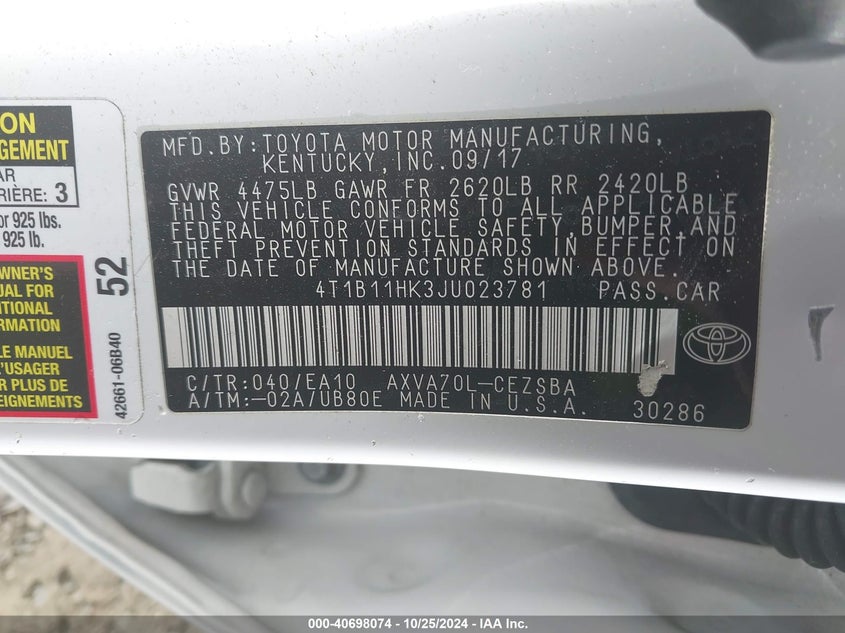 ON
GEMENT
AR
RIÈRE: 3
or 925 lbs.
925 lb.
OWNER'S
UAL FOR
ITIONAL
RMATION
LE MANUEL
L'USAGER
R PLUS DE
EIGNEMENTS
52
42661-06B40
MFD. BY: TOYOTA MOTOR MANUFACTURING,
KENTUCKY, INC. 09/17
GVWR 4475LB GAWR FR 2620LB RR 2420LB
THIS VEHICLE CONFORMS TO ALL APPLICABLE
FEDERAL MOTOR VEHICLE SAFETY, BUMPER, AND
THEFT PREVENTION STANDARDS IN EFFECT ON
THE DATE OF MANUFACTURE SHOWN ABOVE.
4T1B11HK3JU023781 PASS. CAR
C/TR: 040/EA10 AXVA70L-CEZSBA
A/TM:-02A/UB80E MADE IN U.S.A. 30286
000-40698074 - 10/25/2024 - IAA Inc.